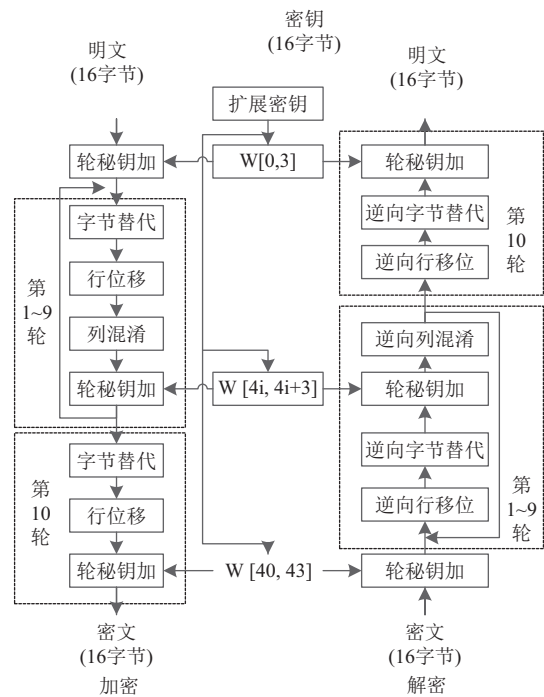 密钥
(16字节)
明文
(16字节)
扩展密钥
轮秘钥加
W[0,3]
字节替代
行位移
列混淆
轮秘钥加
第
1~9
轮
W [4i, 4i+3]
字节替代
行位移
轮秘钥加
第
10
轮
W [40, 43]
密文
(16字节)
加密
明文
(16字节)
轮秘钥加
逆向字节替代
逆向行移位
第
10
轮
逆向列混淆
轮秘钥加
逆向字节替代
逆向行移位
第
1~9
轮
轮秘钥加
密文
(16字节)
解密